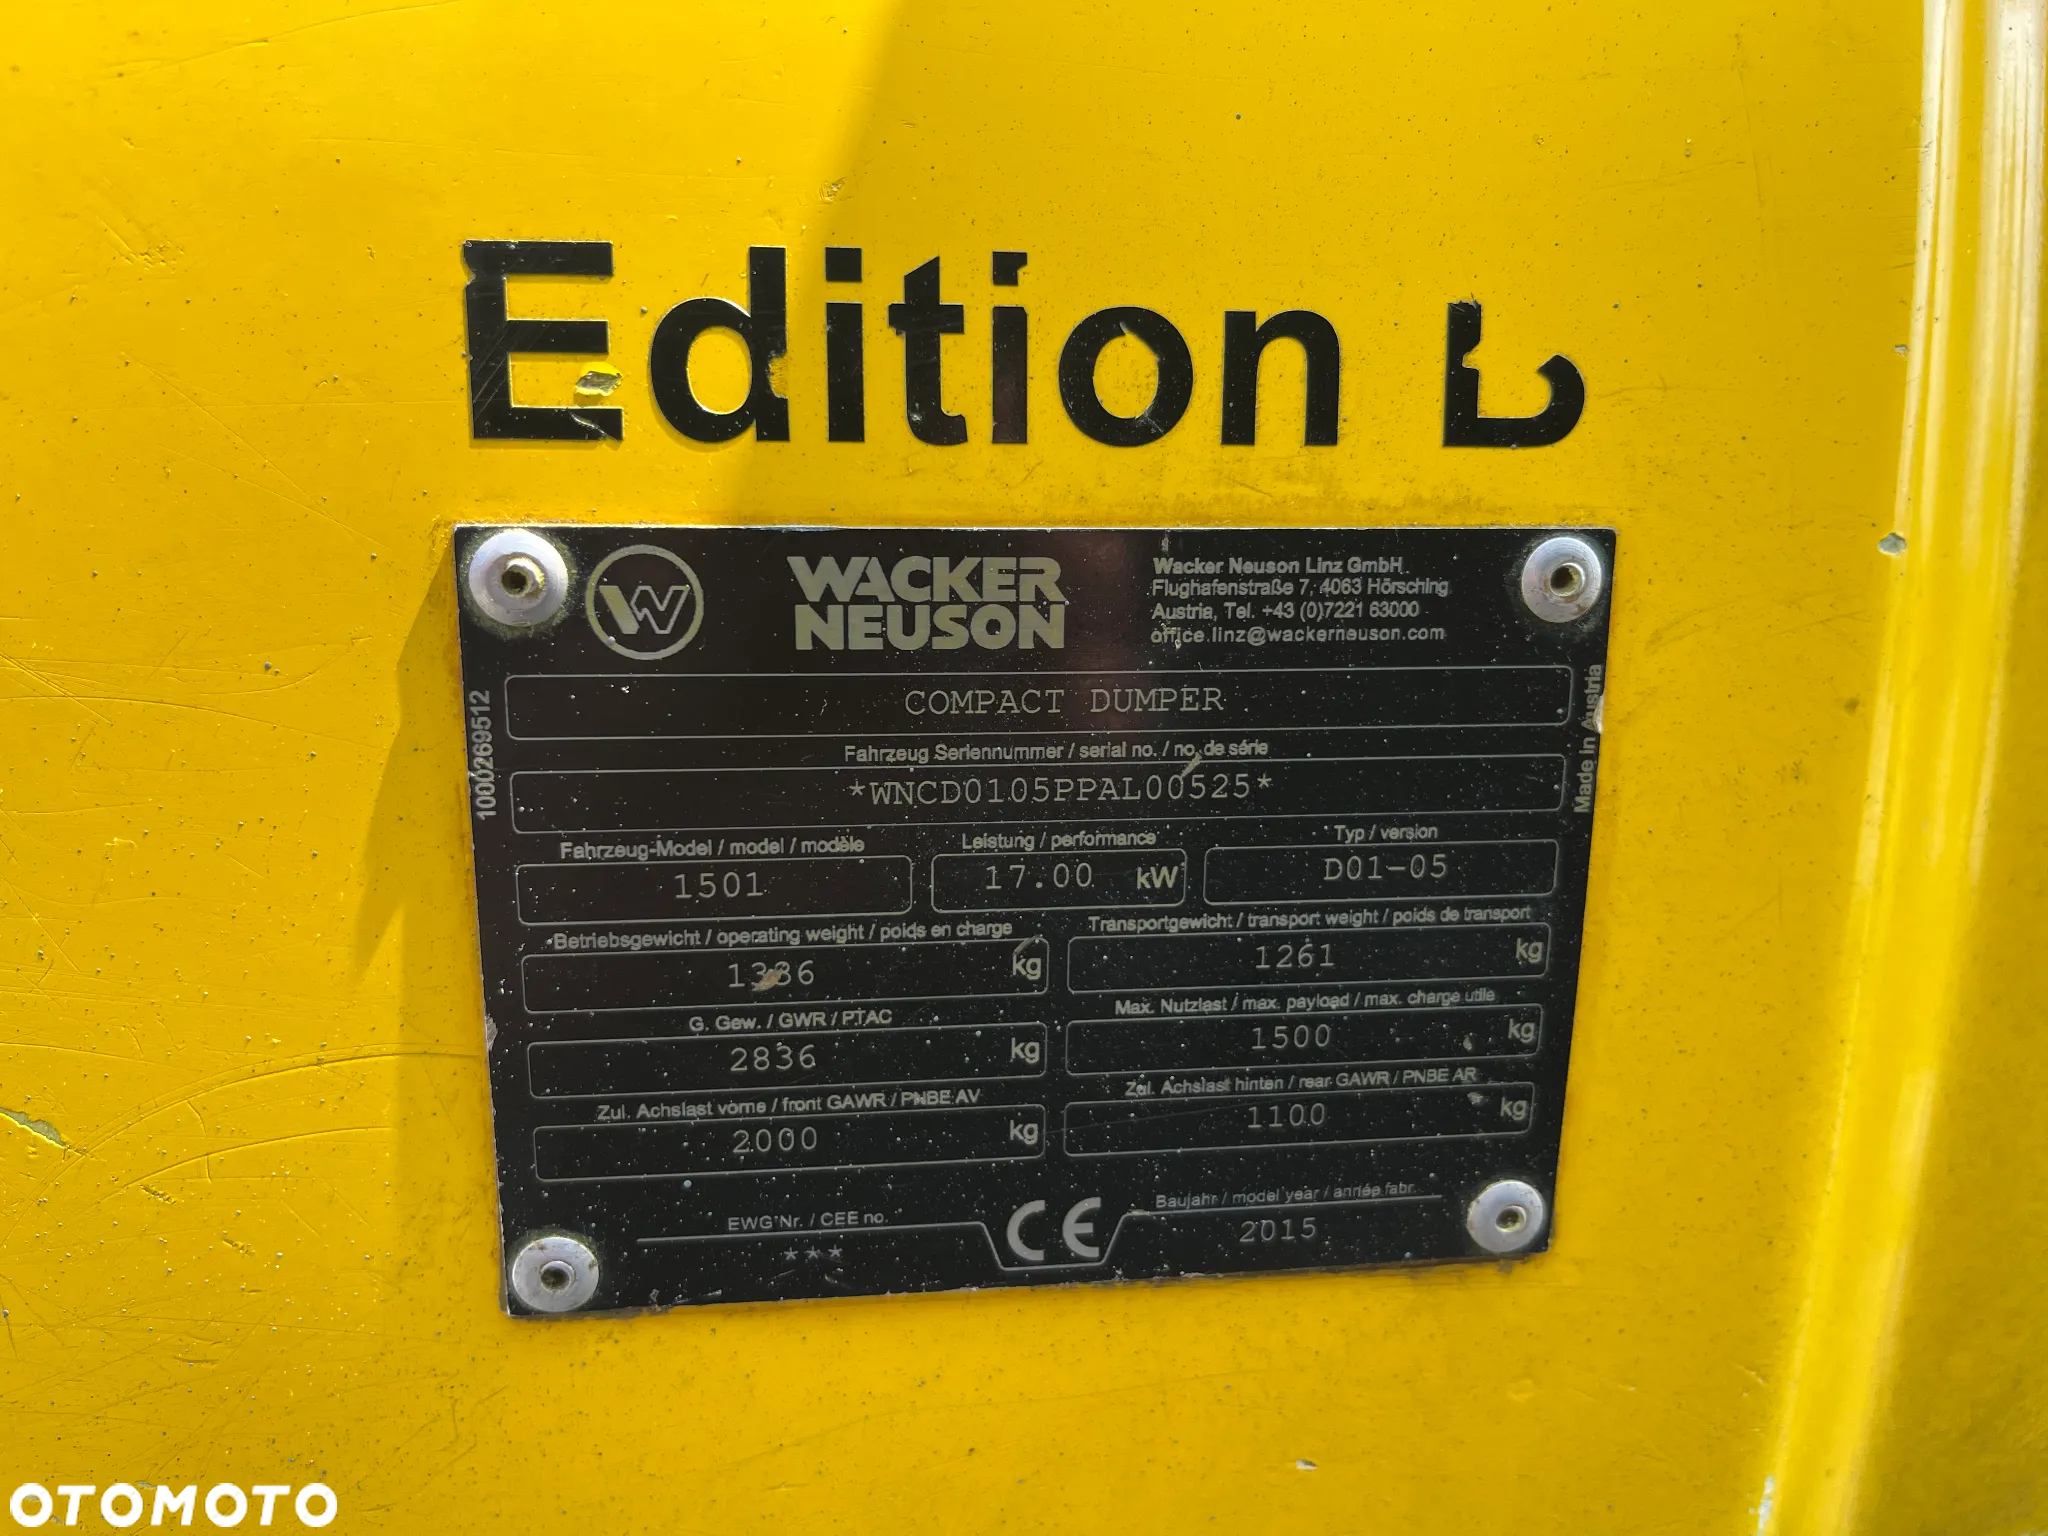 Edition
WACKER
NEUSON
Wacker Neuson Linz GmbH
Flughafenstraße 7, 4063 Hörsching
Austria, Tel. +43 (0)7221 63000
office.linz@wackerneuson.com
1000269512
Made in Austria
COMPACT DUMPER
Fahrzeug Seriennummer / serial no. / no. de série
*WNCD0105PPAL00525*
Fahrzeug-Model / model / modèle
1501
Leistung / performance
17.00 kW
Typ / version
D01-05
Betriebsgewicht / operating weight / poids en charge
1336 kg
Transportgewicht / transport weight / poids de transport
1261 kg
G. Gew. / GWR / PTAC
2836 kg
Max. Nutzlast / max. payload / max. charge utile
1500 kg
Zul. Achslast vorne / front GAWR / PNBE AV
2000 kg
Zul. Achslast hinten / rear GAWR / PNBE AR
1100 kg
EWG Nr. / CEE no.
***
CE
Baujahr / model year / année fabr.
2015
OTOMOTO